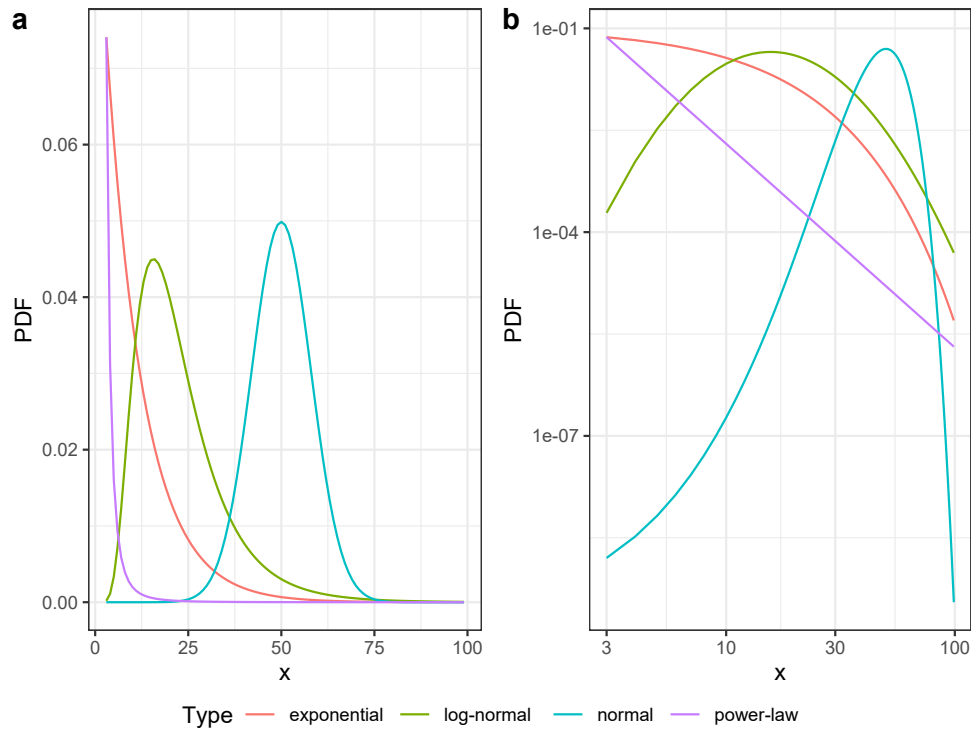 a
PDF
0.06
0.04
0.02
0.00
0 25 50 75 100
x
b
PDF
1e-01
1e-04
1e-07
3 10 30 100
x
Type exponential log-normal normal power-law